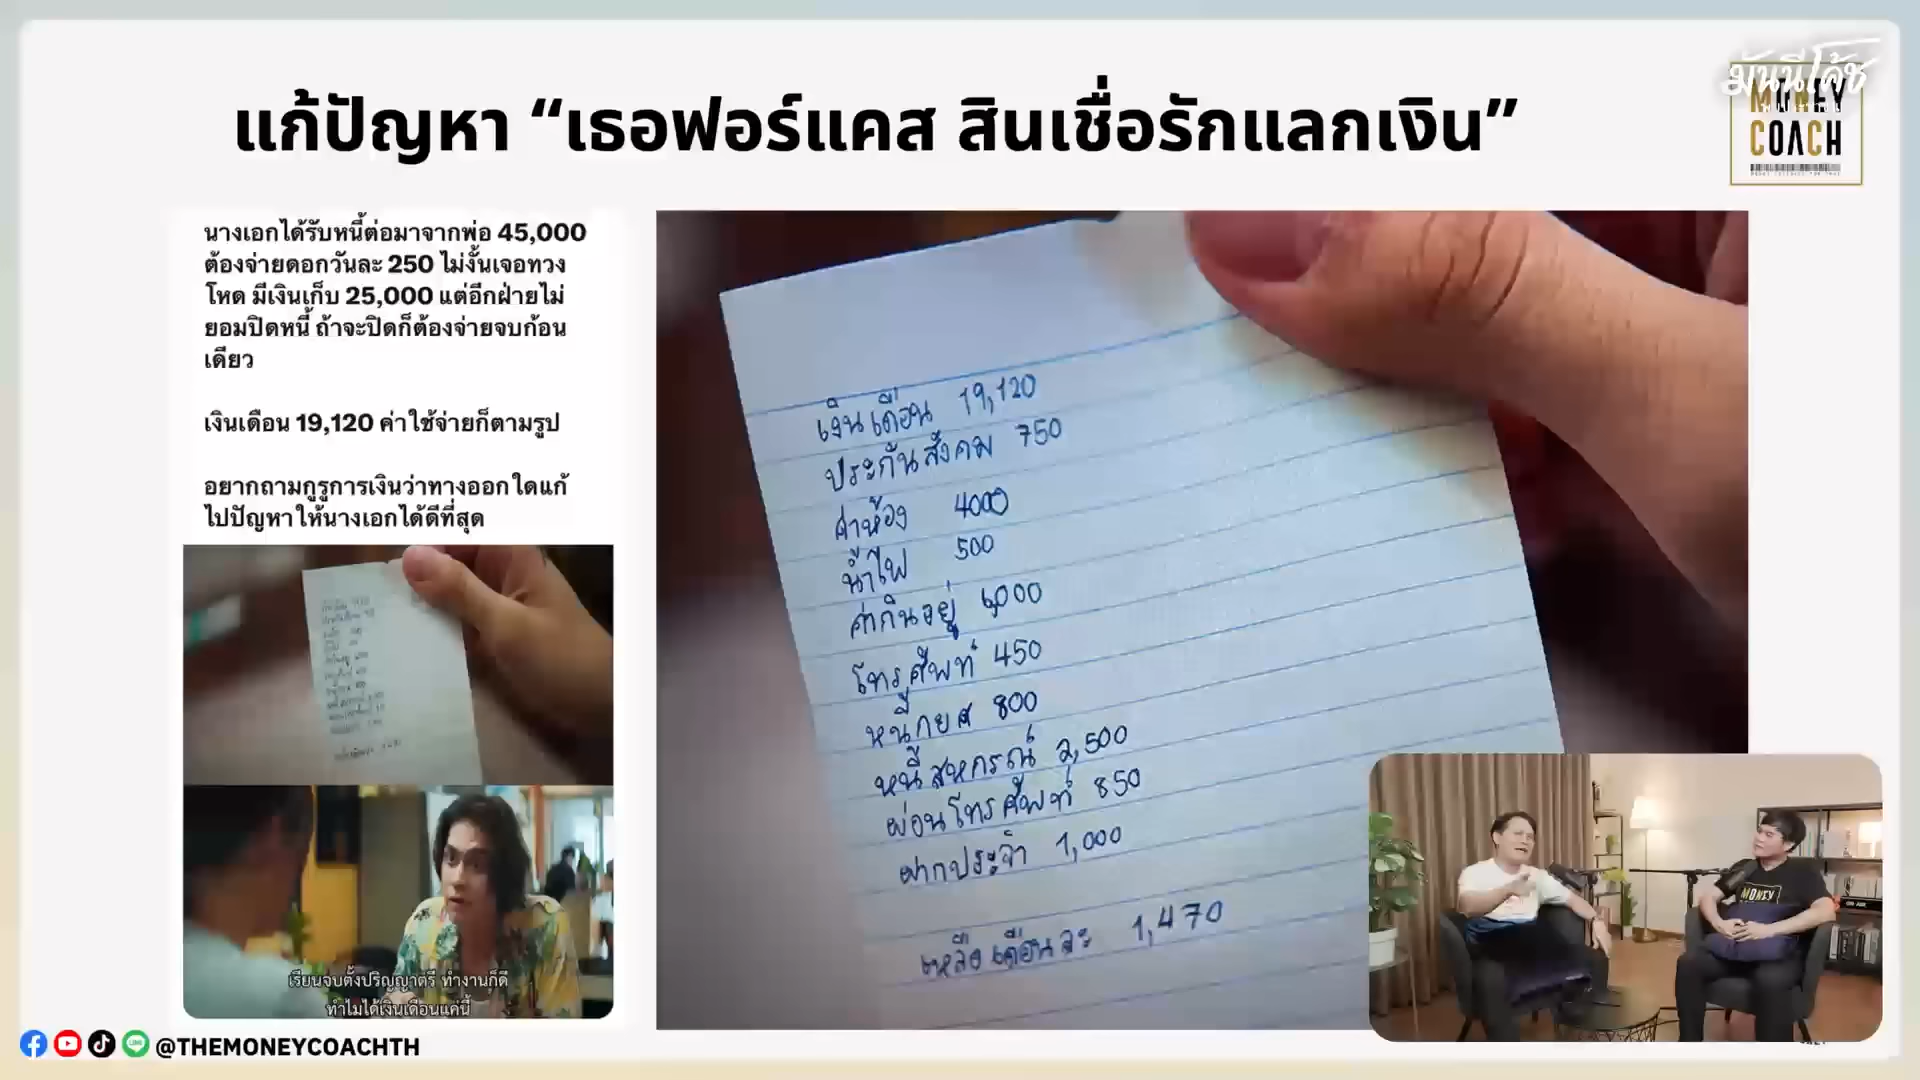 แก้ปัญหา “เธอฟอร์แคส สินเชื่อรักแลกเงิน”
มันนีโค้ช
MONEY
COACH
นางเอกได้รับหนี้ต่อมาจากพ่อ 45,000
ต้องจ่ายดอกวันละ 250 ไม่งั้นเจอทวง
โหด มีเงินเก็บ 25,000 แต่อีกฝ่ายไม่
ยอมปิดหนี้ ถ้าจะปิดก็ต้องจ่ายจบก้อน
เดียว
เงินเดือน 19,120 ค่าใช้จ่ายก็ตามรูป
อยากถามกูรูการเงินว่าทางออกใดแก้
ไปปัญหาให้นางเอกได้ดีที่สุด
เงินเดือน 19,120
ประกันสังคม 750
ค่าห้อง 4000
น้ำไฟ 500
ค่ากินอยู่ 6,000
โทรศัพท์ 450
หนี้กยศ 800
หนี้สหกรณ์ 2,500
ผ่อนโทรศัพท์ 850
ฝากประจำ 1,000
เหลือเดือนละ 1,470
เรียนจบตั้งปริญญาตรี ทำงานก็ดี
ทำไมได้เงินเดือนแค่นี้
MONEY
@THEMONEYCOACHTH